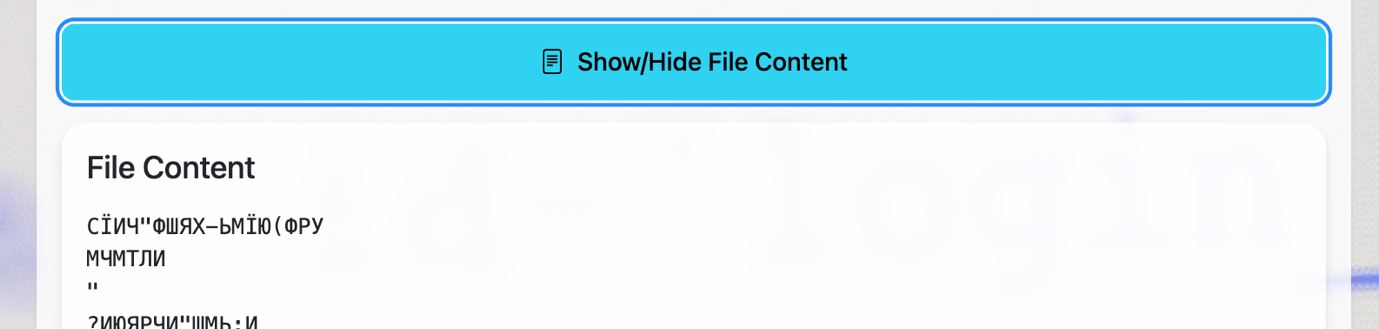 Show/Hide File Content
File Content
СЇИЧ"ФШЯХ–ЬМЇЮ(ФРУ
МЧМТЛИ
"
?ИЮЯРЧИ"ШМЬ;И